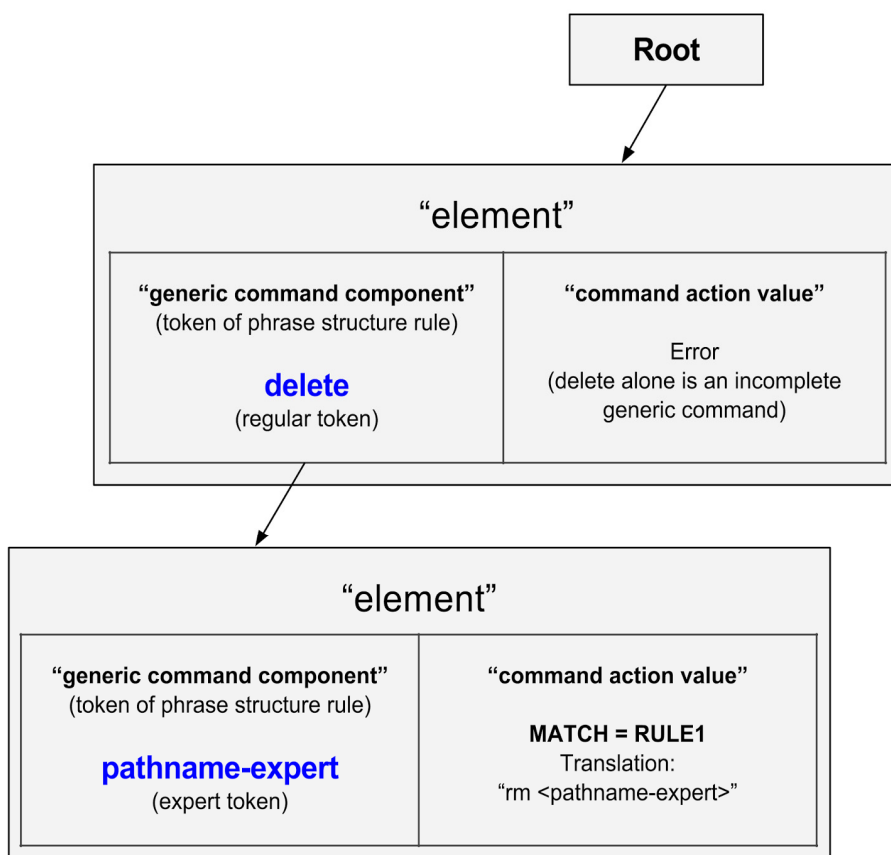 Root
“element”
“generic command component”
(token of phrase structure rule)
delete
(regular token)
“command action value”
Error
(delete alone is an incomplete
generic command)
“element”
“generic command component”
(token of phrase structure rule)
pathname-expert
(expert token)
“command action value”
MATCH = RULE1
Translation:
“rm <pathname-expert>”